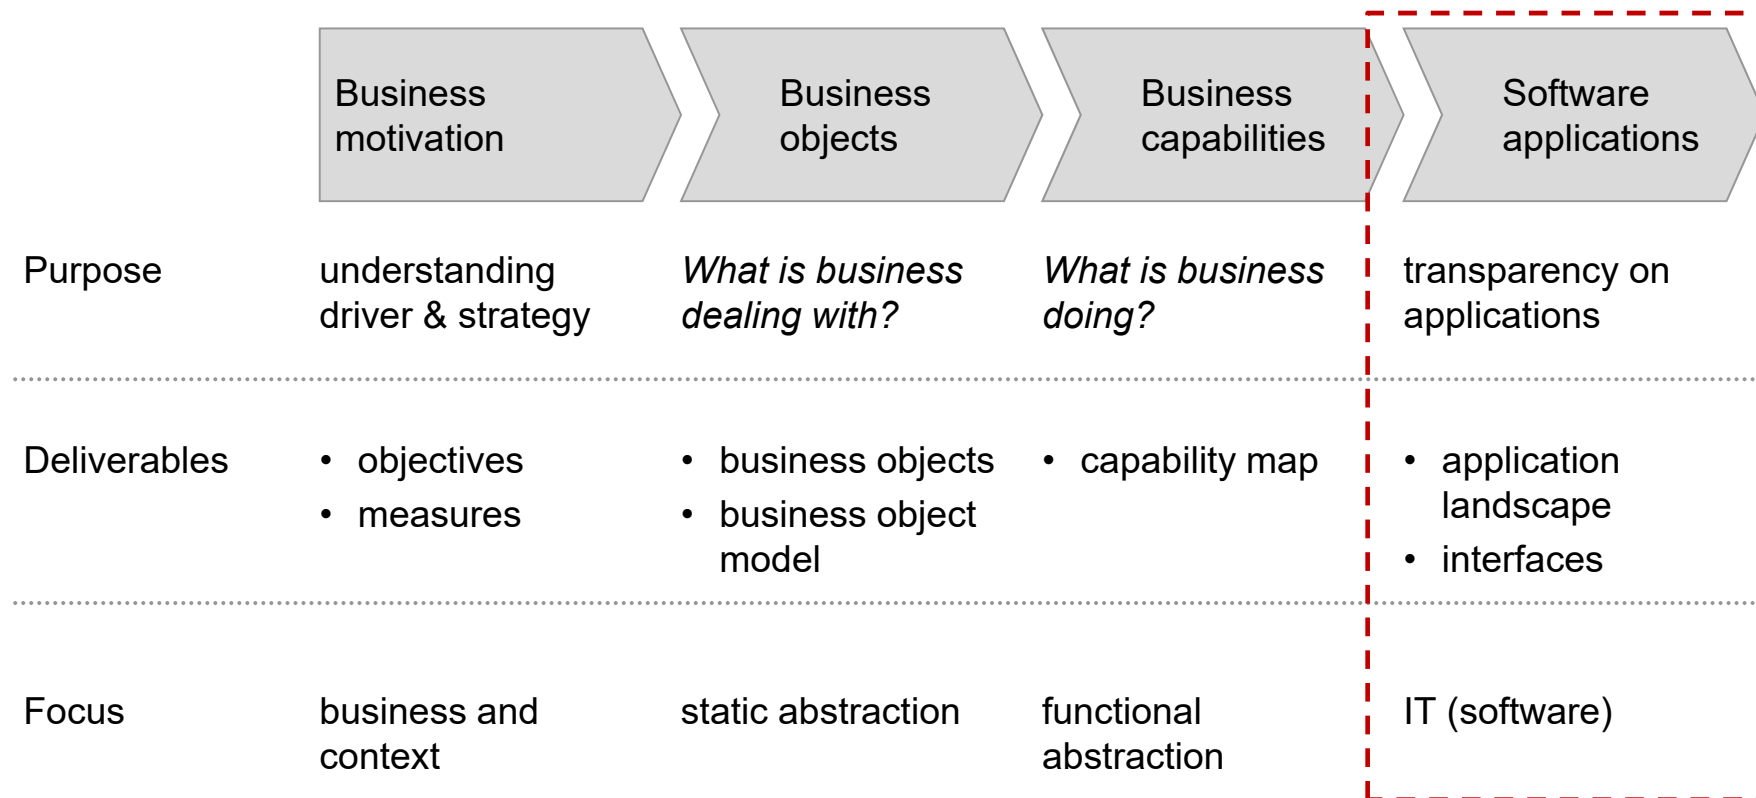 Business
motivation
Business
objects
Business
capabilities
Software
applications
Purpose
understanding
driver & strategy
What is business
dealing with?
What is business
doing?
transparency on
applications
Deliverables
• objectives
• measures
• business objects
• business object
model
• capability map
• application
landscape
• interfaces
Focus
business and
context
static abstraction
functional
abstraction
IT (software)